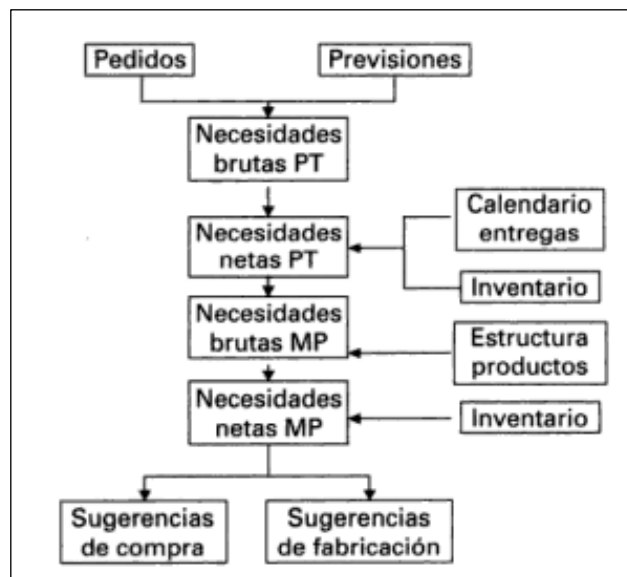 Pedidos
Previsiones
Necesidades
brutas PT
Calendario
entregas
Necesidades
netas PT
Inventario
Necesidades
brutas MP
Estructura
productos
Necesidades
netas MP
Inventario
Sugerencias
de compra
Sugerencias
de fabricación